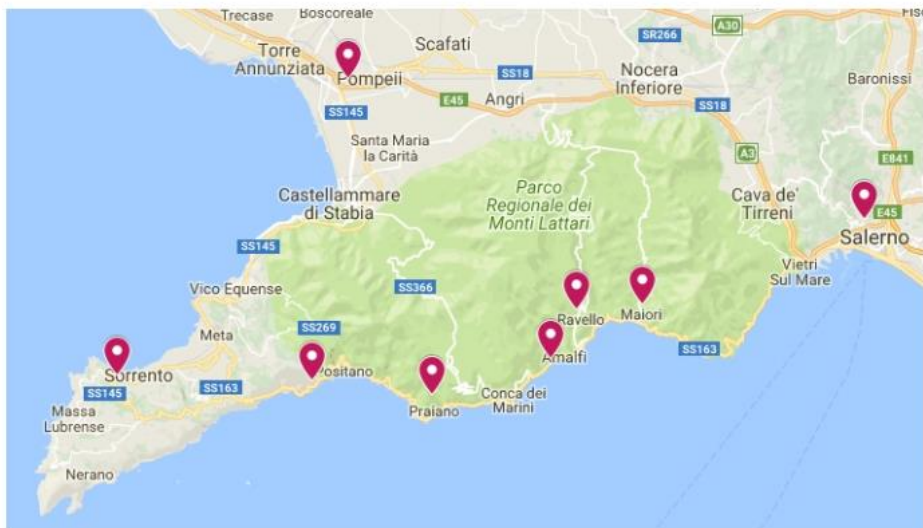 Trecase
Boscoreale
A30
SR266
Torre
Annunziata
Scafati
Pompeii
SS18
Nocera
Inferiore
Baronissi
E45
Angri
SS145
SS18
Santa Maria
la Carità
A3
E841
Castellammare
di Stabia
Parco
Regionale dei
Monti Lattari
Cava de'
Tirreni
E45
Salerno
SS145
Vietri
Sul Mare
Vico Equense
SS366
Ravello
Maiori
Meta
SS269
Amalfi
SS163
Sorrento
Positano
SS145
SS163
Conca dei
Marini
Massa
Lubrense
Praiano
Nerano